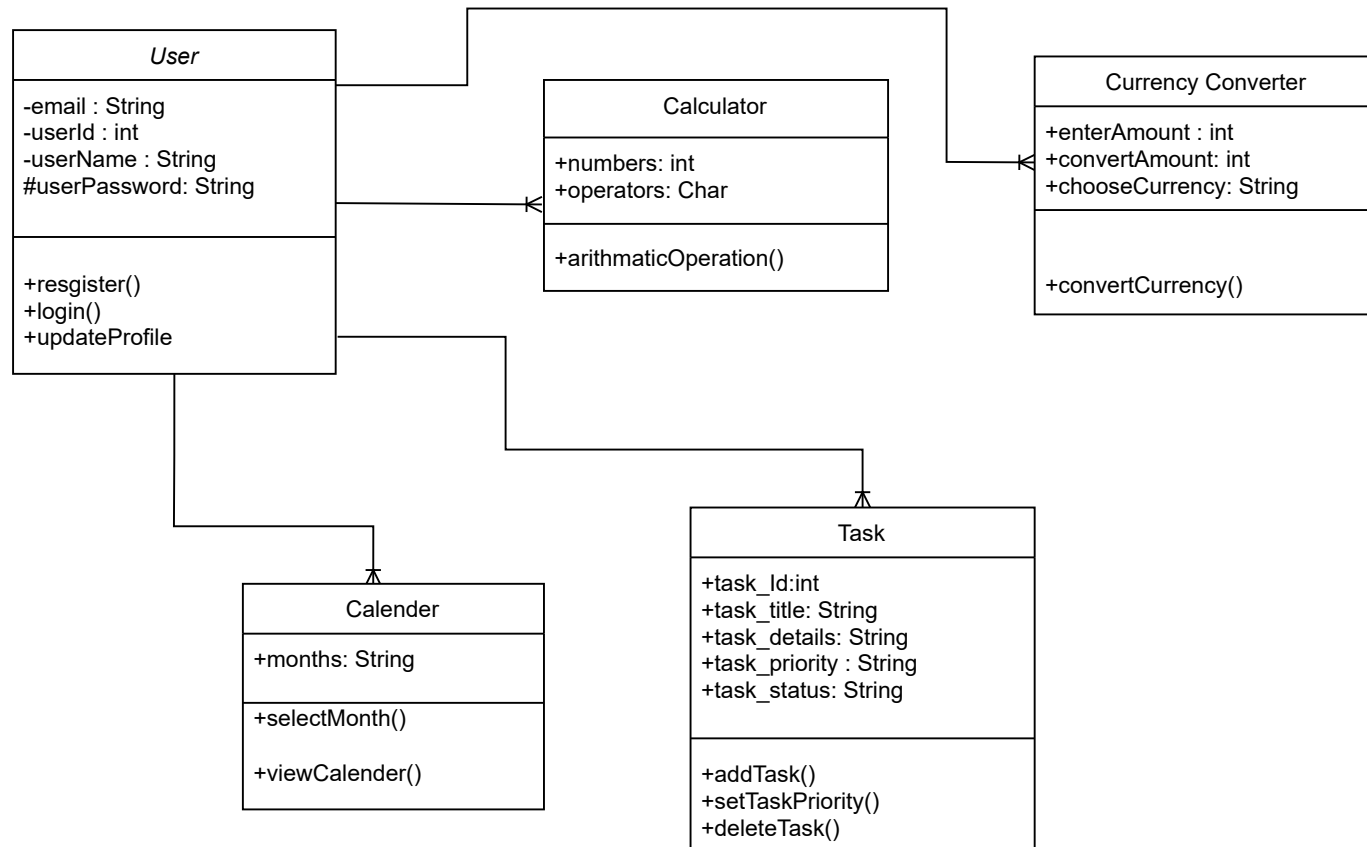 User
-email : String
-userId : int
-userName : String
#userPassword: String
+resgister()
+login()
+updateProfile
Calculator
+numbers: int
+operators: Char
+arithmaticOperation()
Currency Converter
+enterAmount : int
+convertAmount: int
+chooseCurrency: String
+convertCurrency()
Calender
+months: String
+selectMonth()
+viewCalender()
Task
+task_Id:int
+task_title: String
+task_details: String
+task_priority : String
+task_status: String
+addTask()
+setTaskPriority()
+deleteTask()